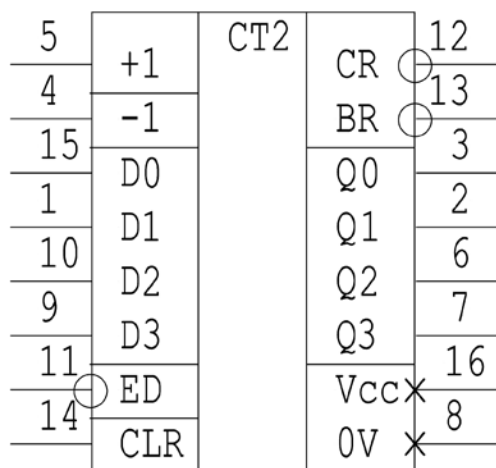 5 CT2 12
+1 CR
4 13
-1 BR
15 3
D0 Q0
1 2
D1 Q1
10 6
D2 Q2
9 7
D3 Q3
11 16
ED Vcc
14 8
CLR 0V